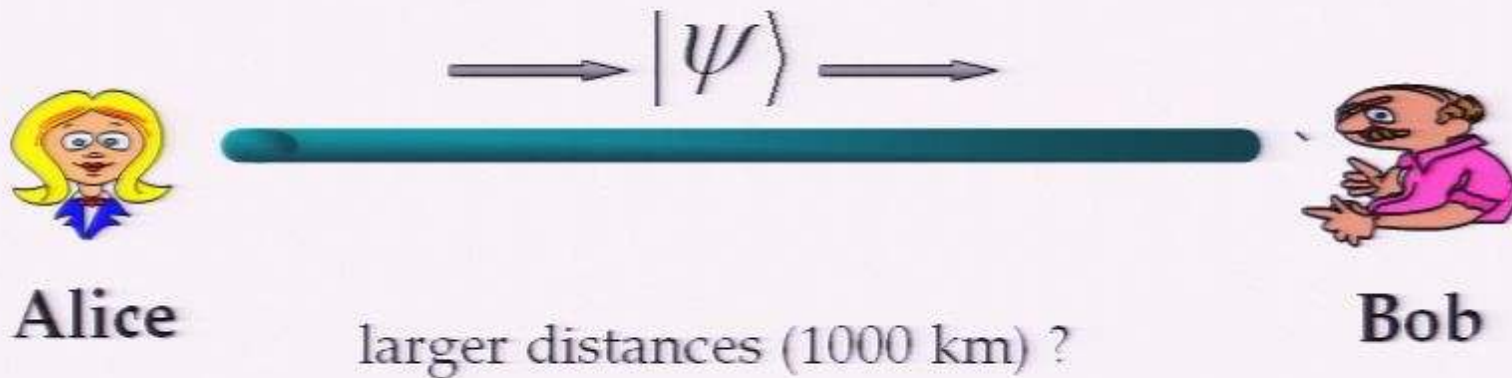 |ψ⟩
Alice
larger distances (1000 km) ?
Bob